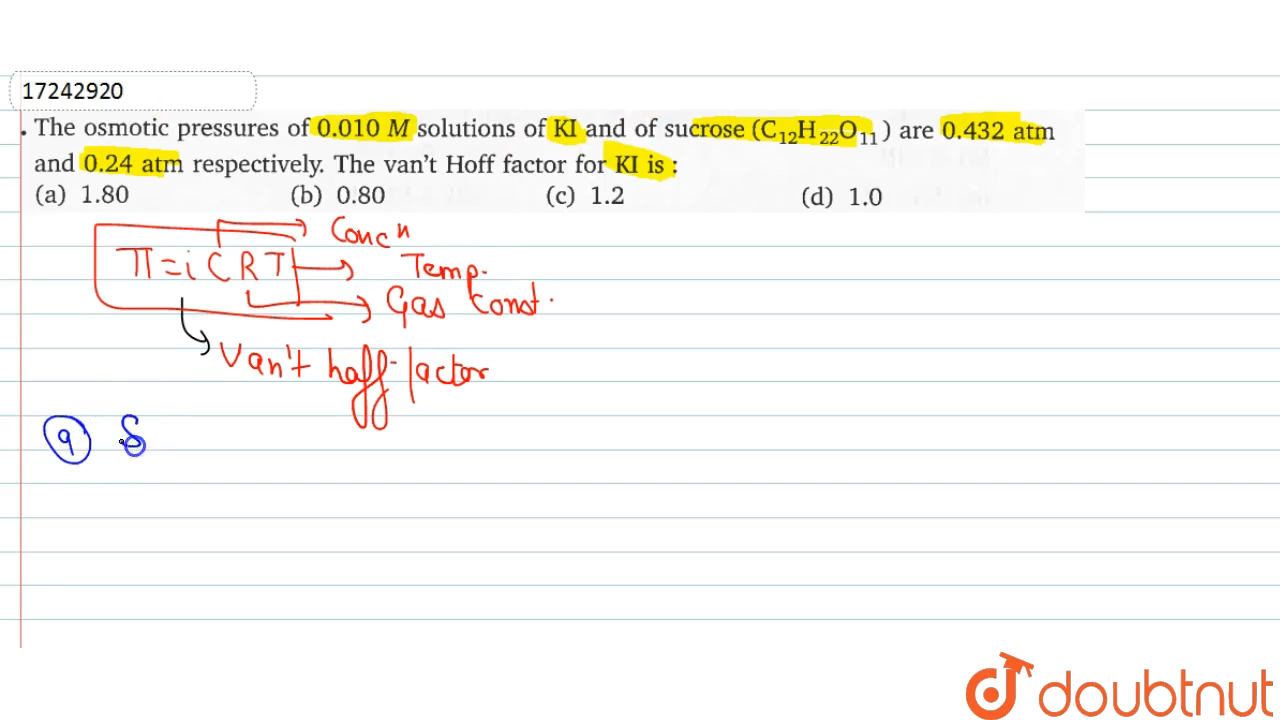 17242920
. The osmotic pressures of 0.010 M solutions of KI and of sucrose (C₁₂H₂₂O₁₁) are 0.432 atm
and 0.24 atm respectively. The van't Hoff factor for KI is :
(a) 1.80 (b) 0.80 (c) 1.2 (d) 1.0
Concⁿ
π = i C R T
Temp.
Gas Const.
Van't hoff factor
doubtnut